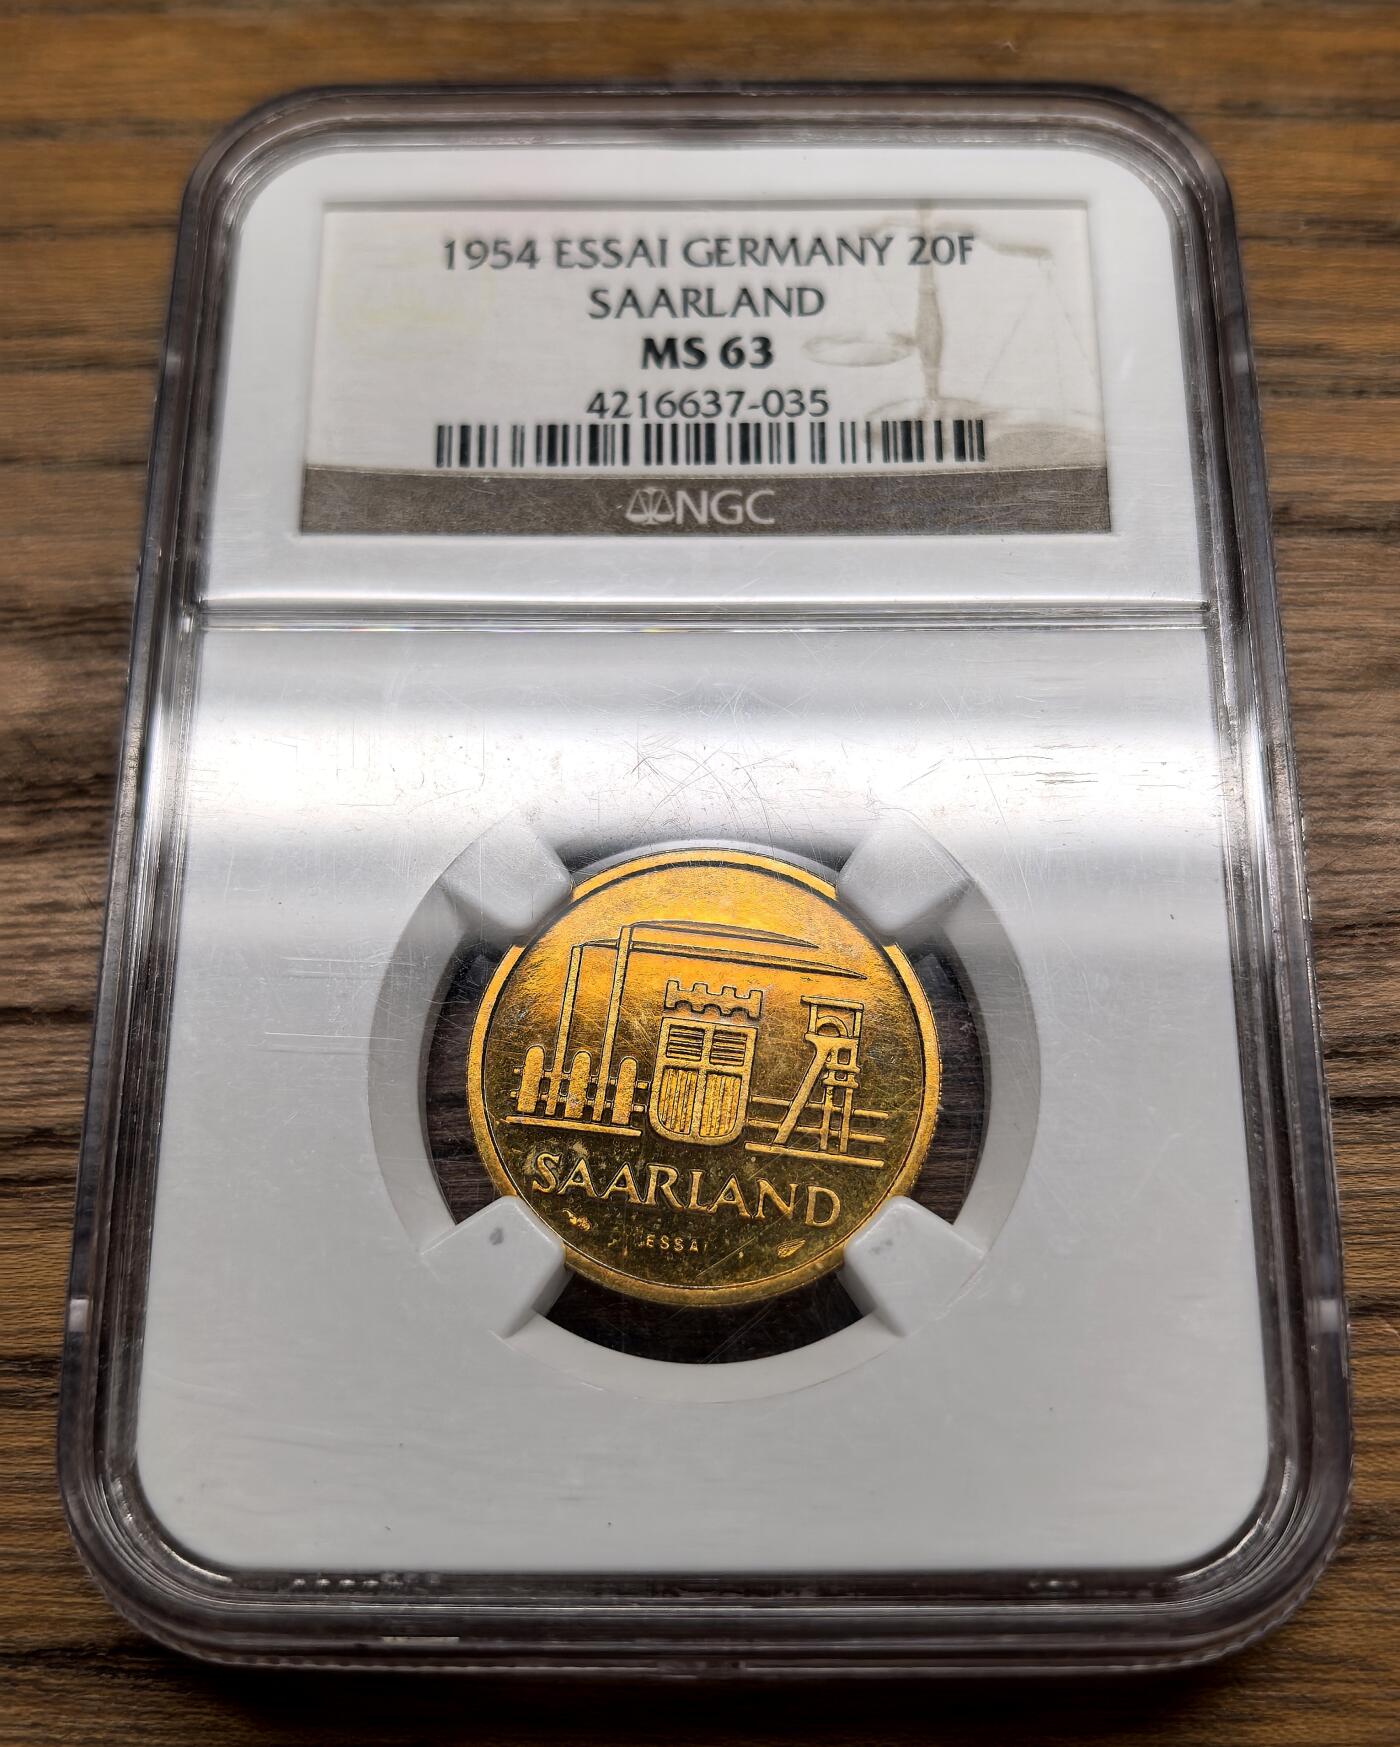 1954 ESSAI GERMANY 20F
SAARLAND
MS 63
4216637-035
NGC
SAARLAND
ESSAI